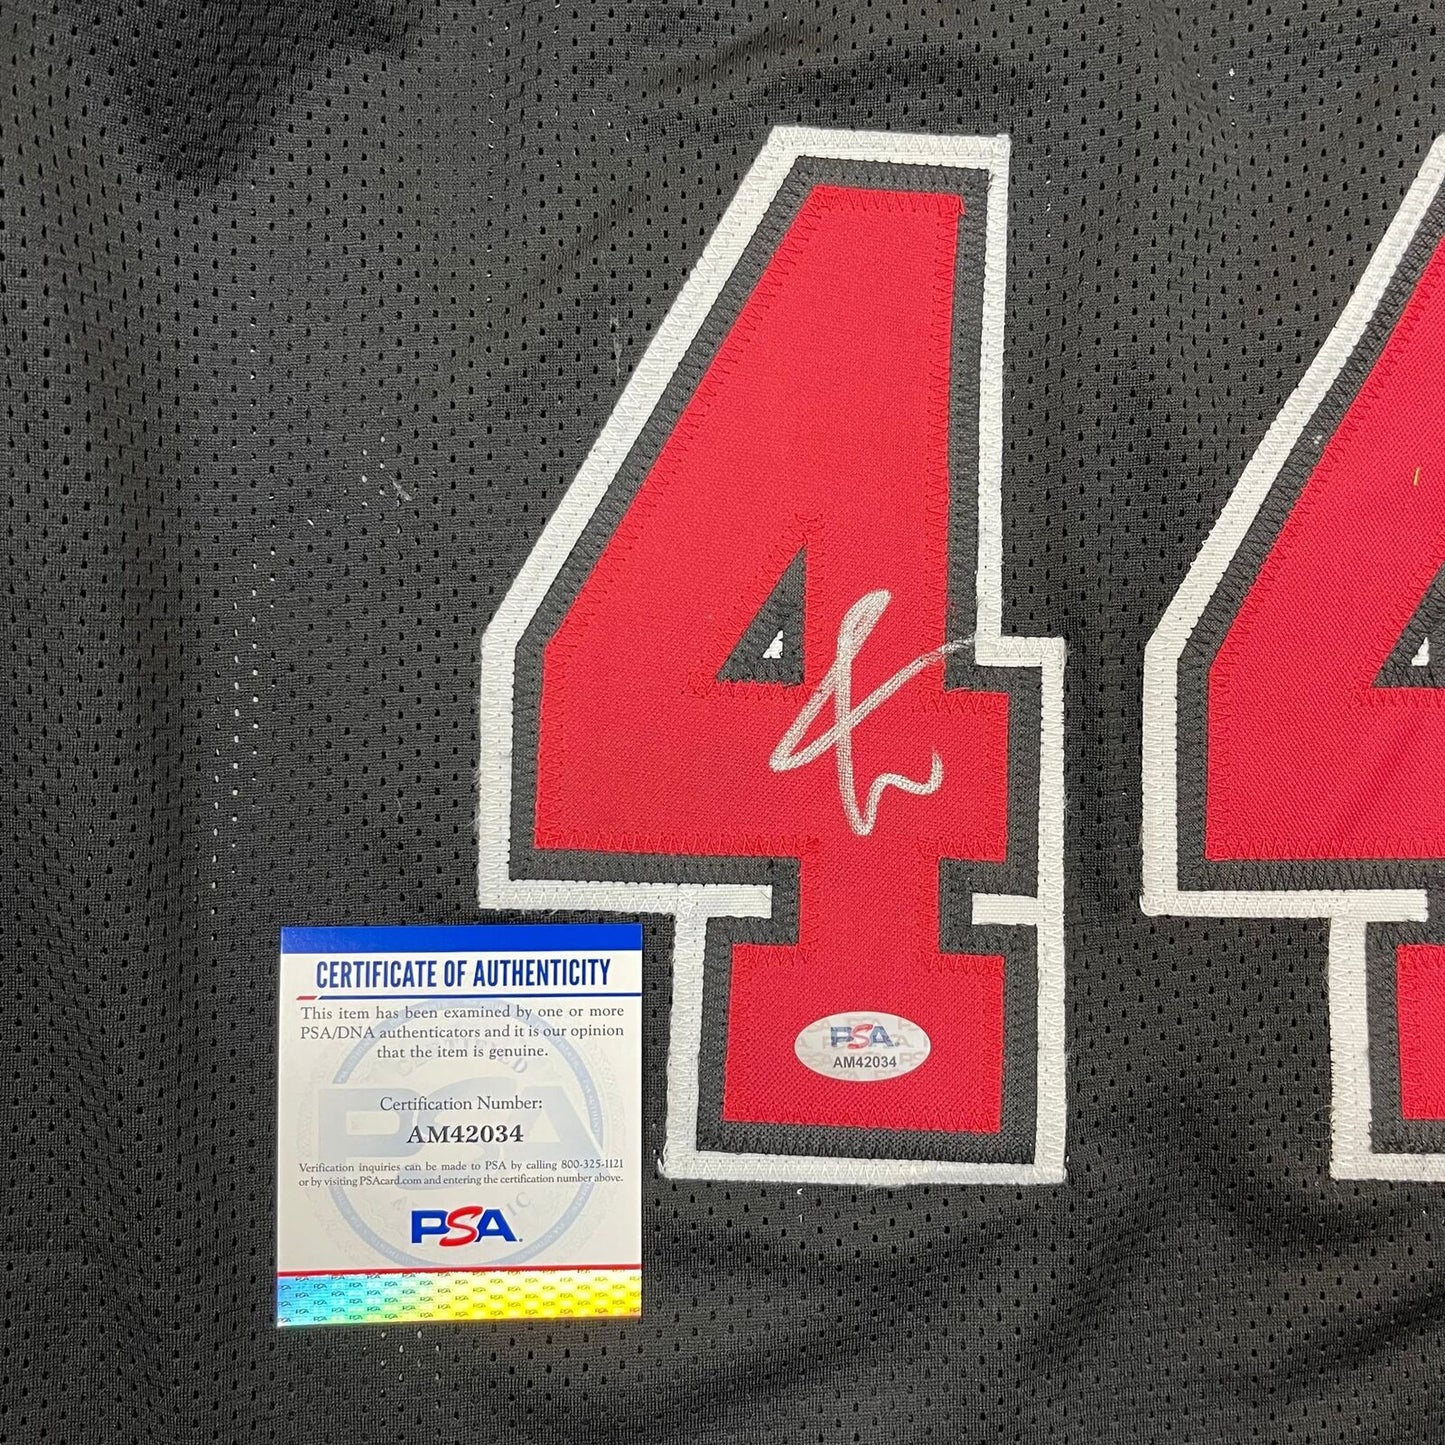 44
CERTIFICATE OF AUTHENTICITY
This item has been examined by one or more
PSA/DNA authenticators and it is our opinion
that the item is genuine.
Certification Number:
AM42034
Verification inquiries can be made to PSA by calling 800-325-1121
or by visiting PSAcard.com and entering the certification number above.
PSA.
PSA.
AM42034